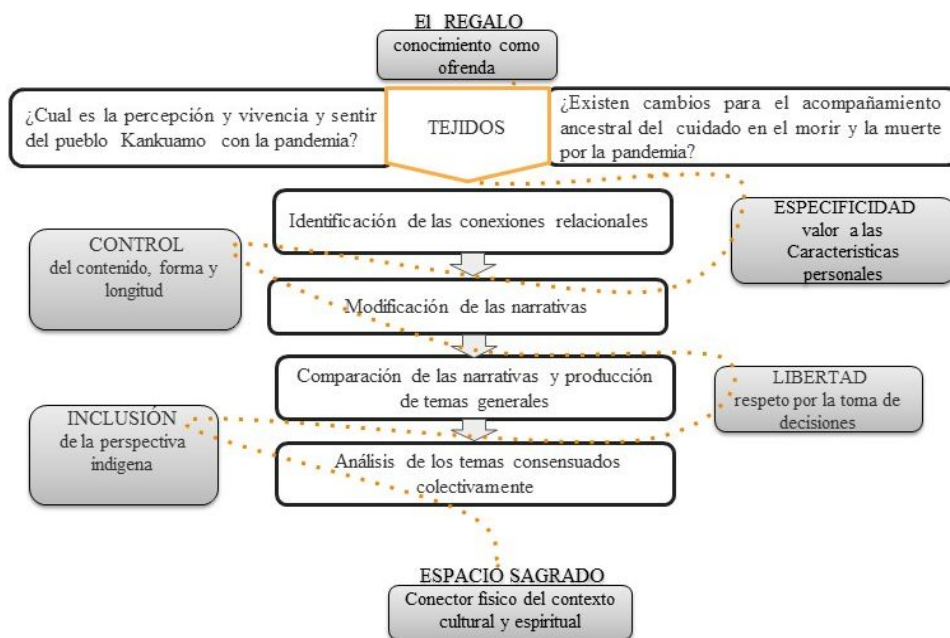 El REGALO
conocimiento como
ofrenda
¿Cual es la percepción y vivencia y sentir
del pueblo Kankuamo con la pandemia?
TEJIDOS
¿Existen cambios para el acompañamiento
ancestral del cuidado en el morir y la muerte
por la pandemia?
Identificación de las conexiones relacionales
ESPECIFICIDAD
valor a las
Caracteristicas
personales
CONTROL
del contenido, forma y
longitud
Modificación de las narrativas
Comparación de las narrativas y producción
de temas generales
LIBERTAD
respeto por la toma de
decisiones
INCLUSIÓN
de la perspectiva
indígena
Análisis de los temas consensuados
colectivamente
ESPACIO SAGRADO
Conector fisico del contexto
cultural y espiritual